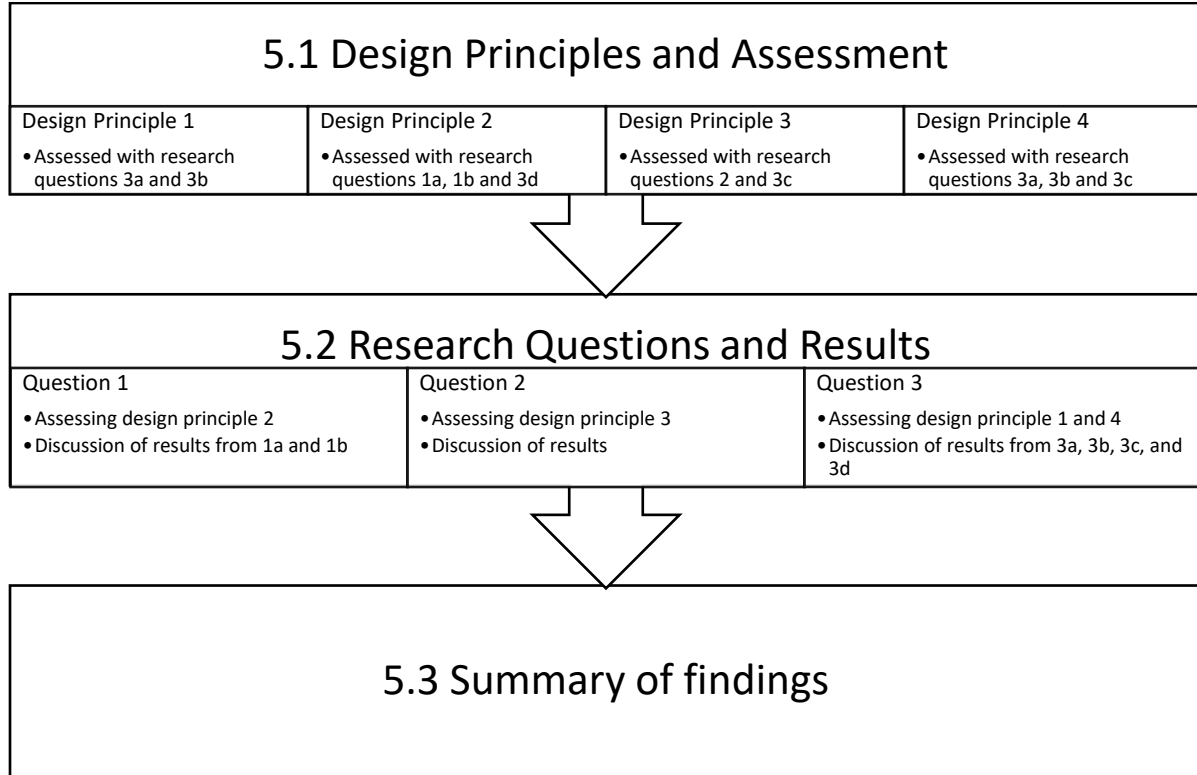 5.1 Design Principles and Assessment
Design Principle 1
•Assessed with research
questions 3a and 3b
Design Principle 2
•Assessed with research
questions 1a, 1b and 3d
Design Principle 3
•Assessed with research
questions 2 and 3c
Design Principle 4
•Assessed with research
questions 3a, 3b and 3c
5.2 Research Questions and Results
Question 1
•Assessing design principle 2
•Discussion of results from 1a and 1b
Question 2
•Assessing design principle 3
•Discussion of results
Question 3
•Assessing design principle 1 and 4
•Discussion of results from 3a, 3b, 3c, and
3d
5.3 Summary of findings